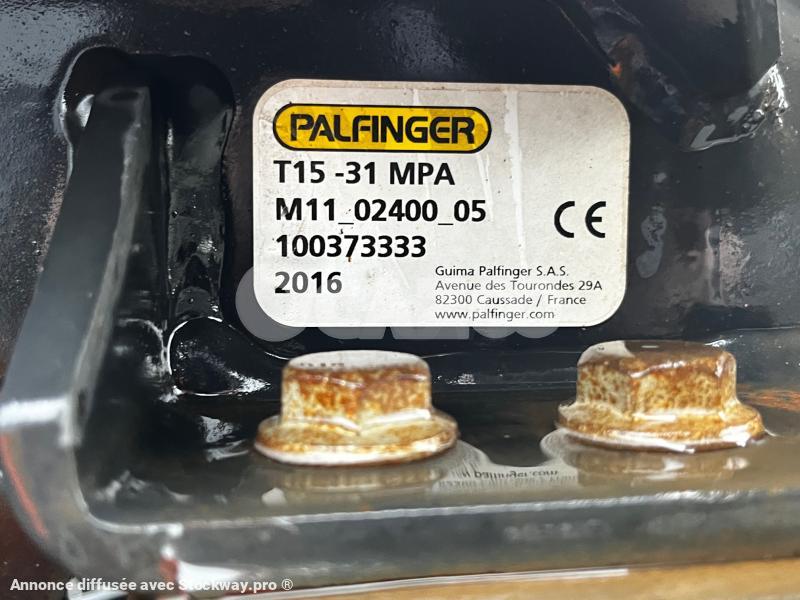 PALFINGER
T15 -31 MPA
M11_02400_05
100373333
2016
CE
Guima Palfinger S.A.S.
Avenue des Tourondes 29A
82300 Caussade / France
www.palfinger.com
Annonce diffusée avec Stockway.pro ®